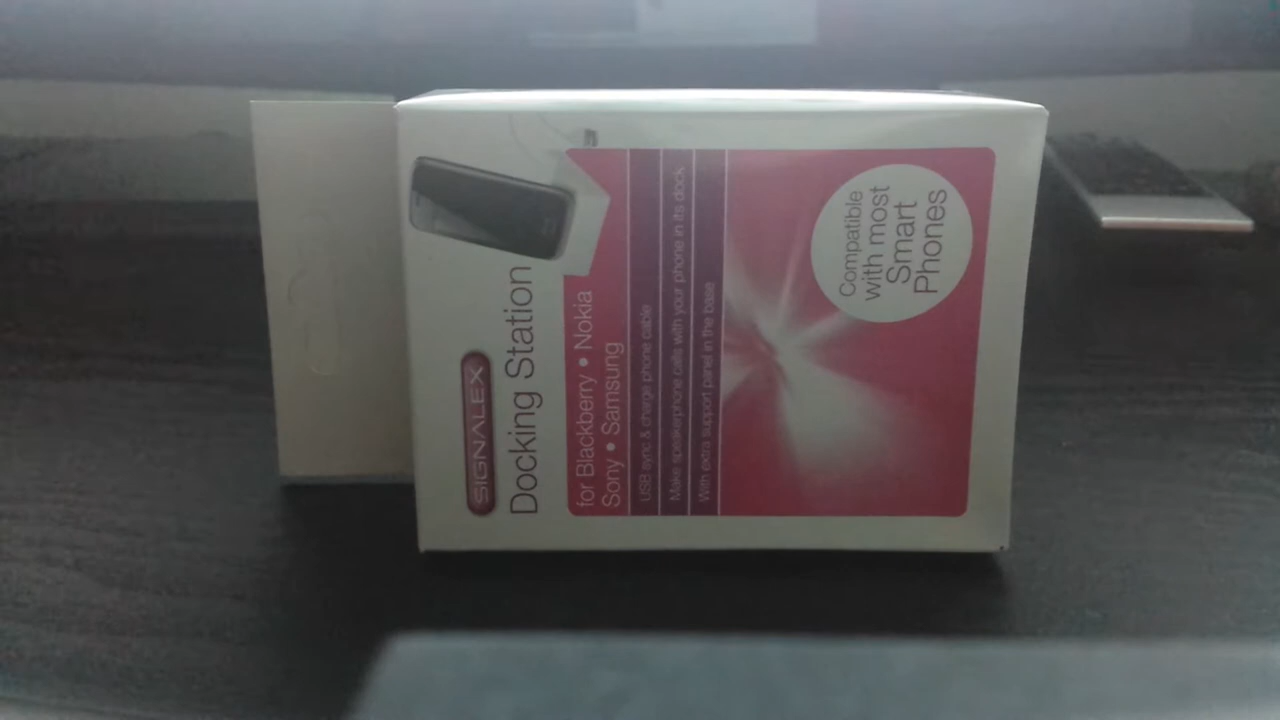 SIGNALEX
Docking Station
for Blackberry • Nokia
Sony • Samsung
USB sync & charge phone cable
Make speakerphone calls with your phone in its dock
With extra support panel in the base
Compatible
with most
Smart
Phones